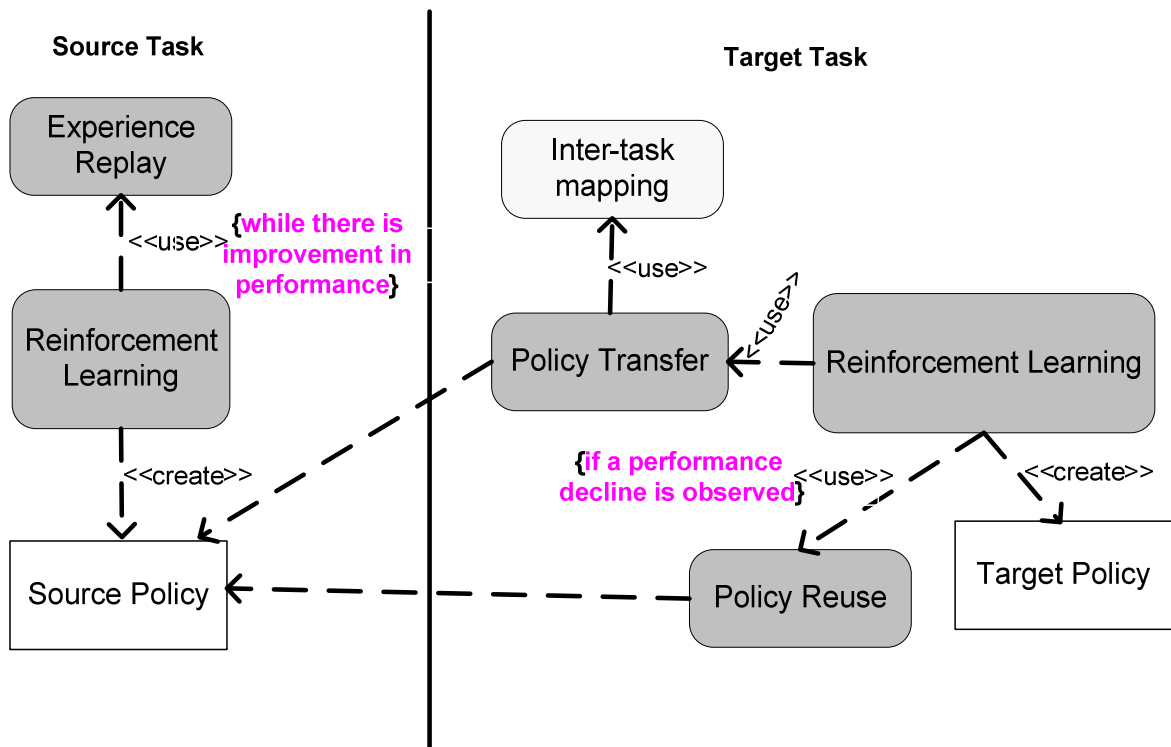 Source Task
Experience
Replay
<<use>>
{while there is
improvement in
performance}
Reinforcement
Learning
<<create>>
Source Policy
Target Task
Inter-task
mapping
<<use>>
Policy Transfer
<<use>>
Reinforcement Learning
{if a performance
decline is observed}
<<use>>
<<create>>
Policy Reuse
Target Policy